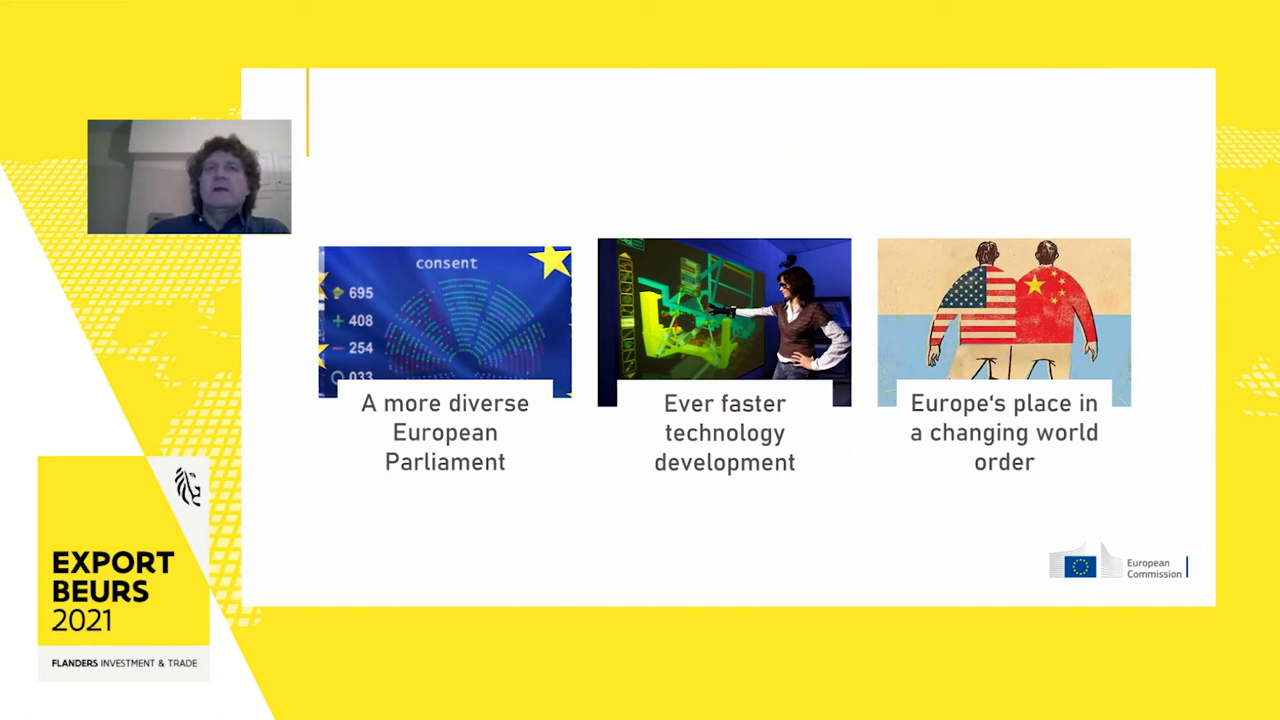 consent
695
+ 408
- 254
033
A more diverse
European
Parliament
Ever faster
technology
development
Europe‘s place in
a changing world
order
European
Commission
EXPORT
BEURS
2021
FLANDERS INVESTMENT & TRADE